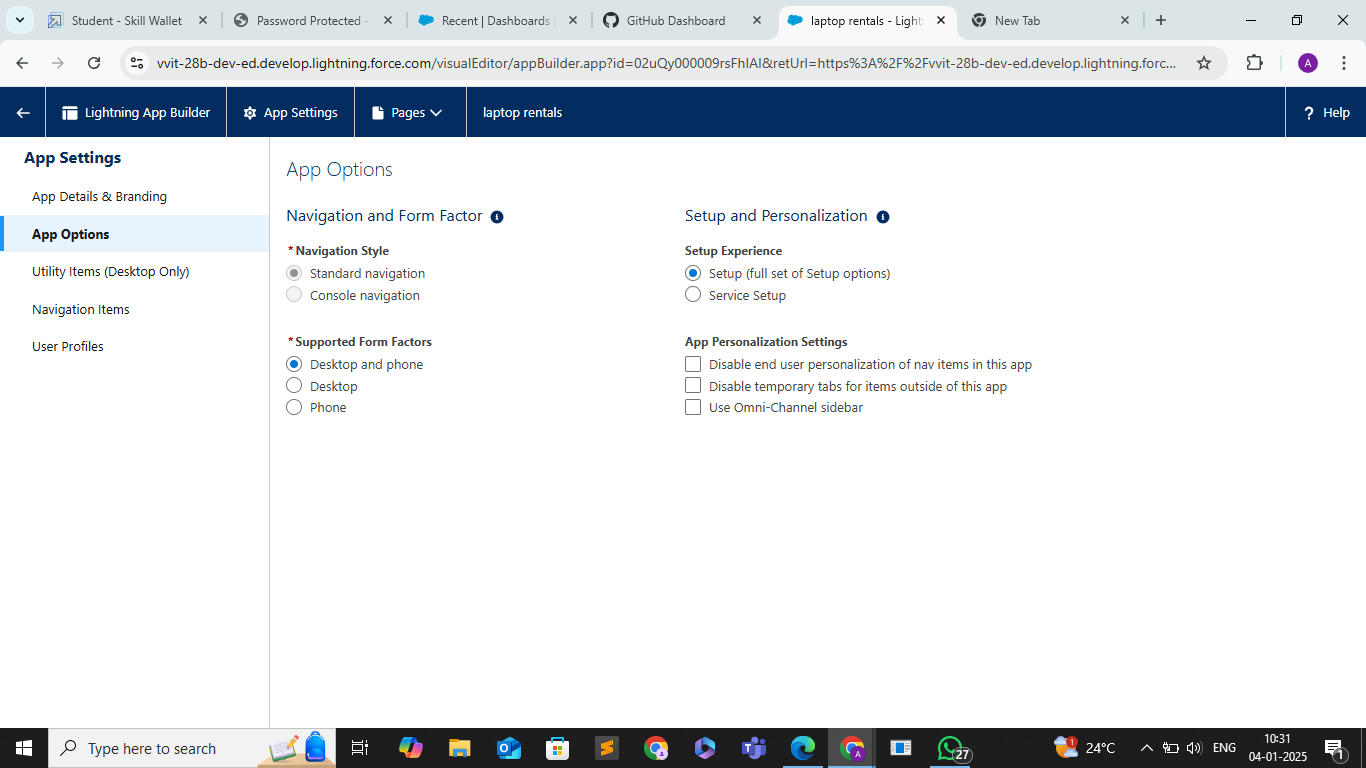 Student - Skill Wallet
Password Protected -
Recent | Dashboards
GitHub Dashboard
laptop rentals - Light
New Tab
vvit-28b-dev-ed.develop.lightning.force.com/visualEditor/appBuilder.app?id=02uQy000009rsFhIAI&retUrl=https%3A%2F%2Fvvit-28b-dev-ed.develop.lightning.forc...
A
Lightning App Builder
App Settings
Pages
laptop rentals
? Help
App Settings
App Details & Branding
App Options
Utility Items (Desktop Only)
Navigation Items
User Profiles
App Options
Navigation and Form Factor
*Navigation Style
Standard navigation
Console navigation
*Supported Form Factors
Desktop and phone
Desktop
Phone
Setup and Personalization
Setup Experience
Setup (full set of Setup options)
Service Setup
App Personalization Settings
Disable end user personalization of nav items in this app
Disable temporary tabs for items outside of this app
Use Omni-Channel sidebar
Type here to search
A
27
1
24°C
ENG
10:31
04-01-2025
1